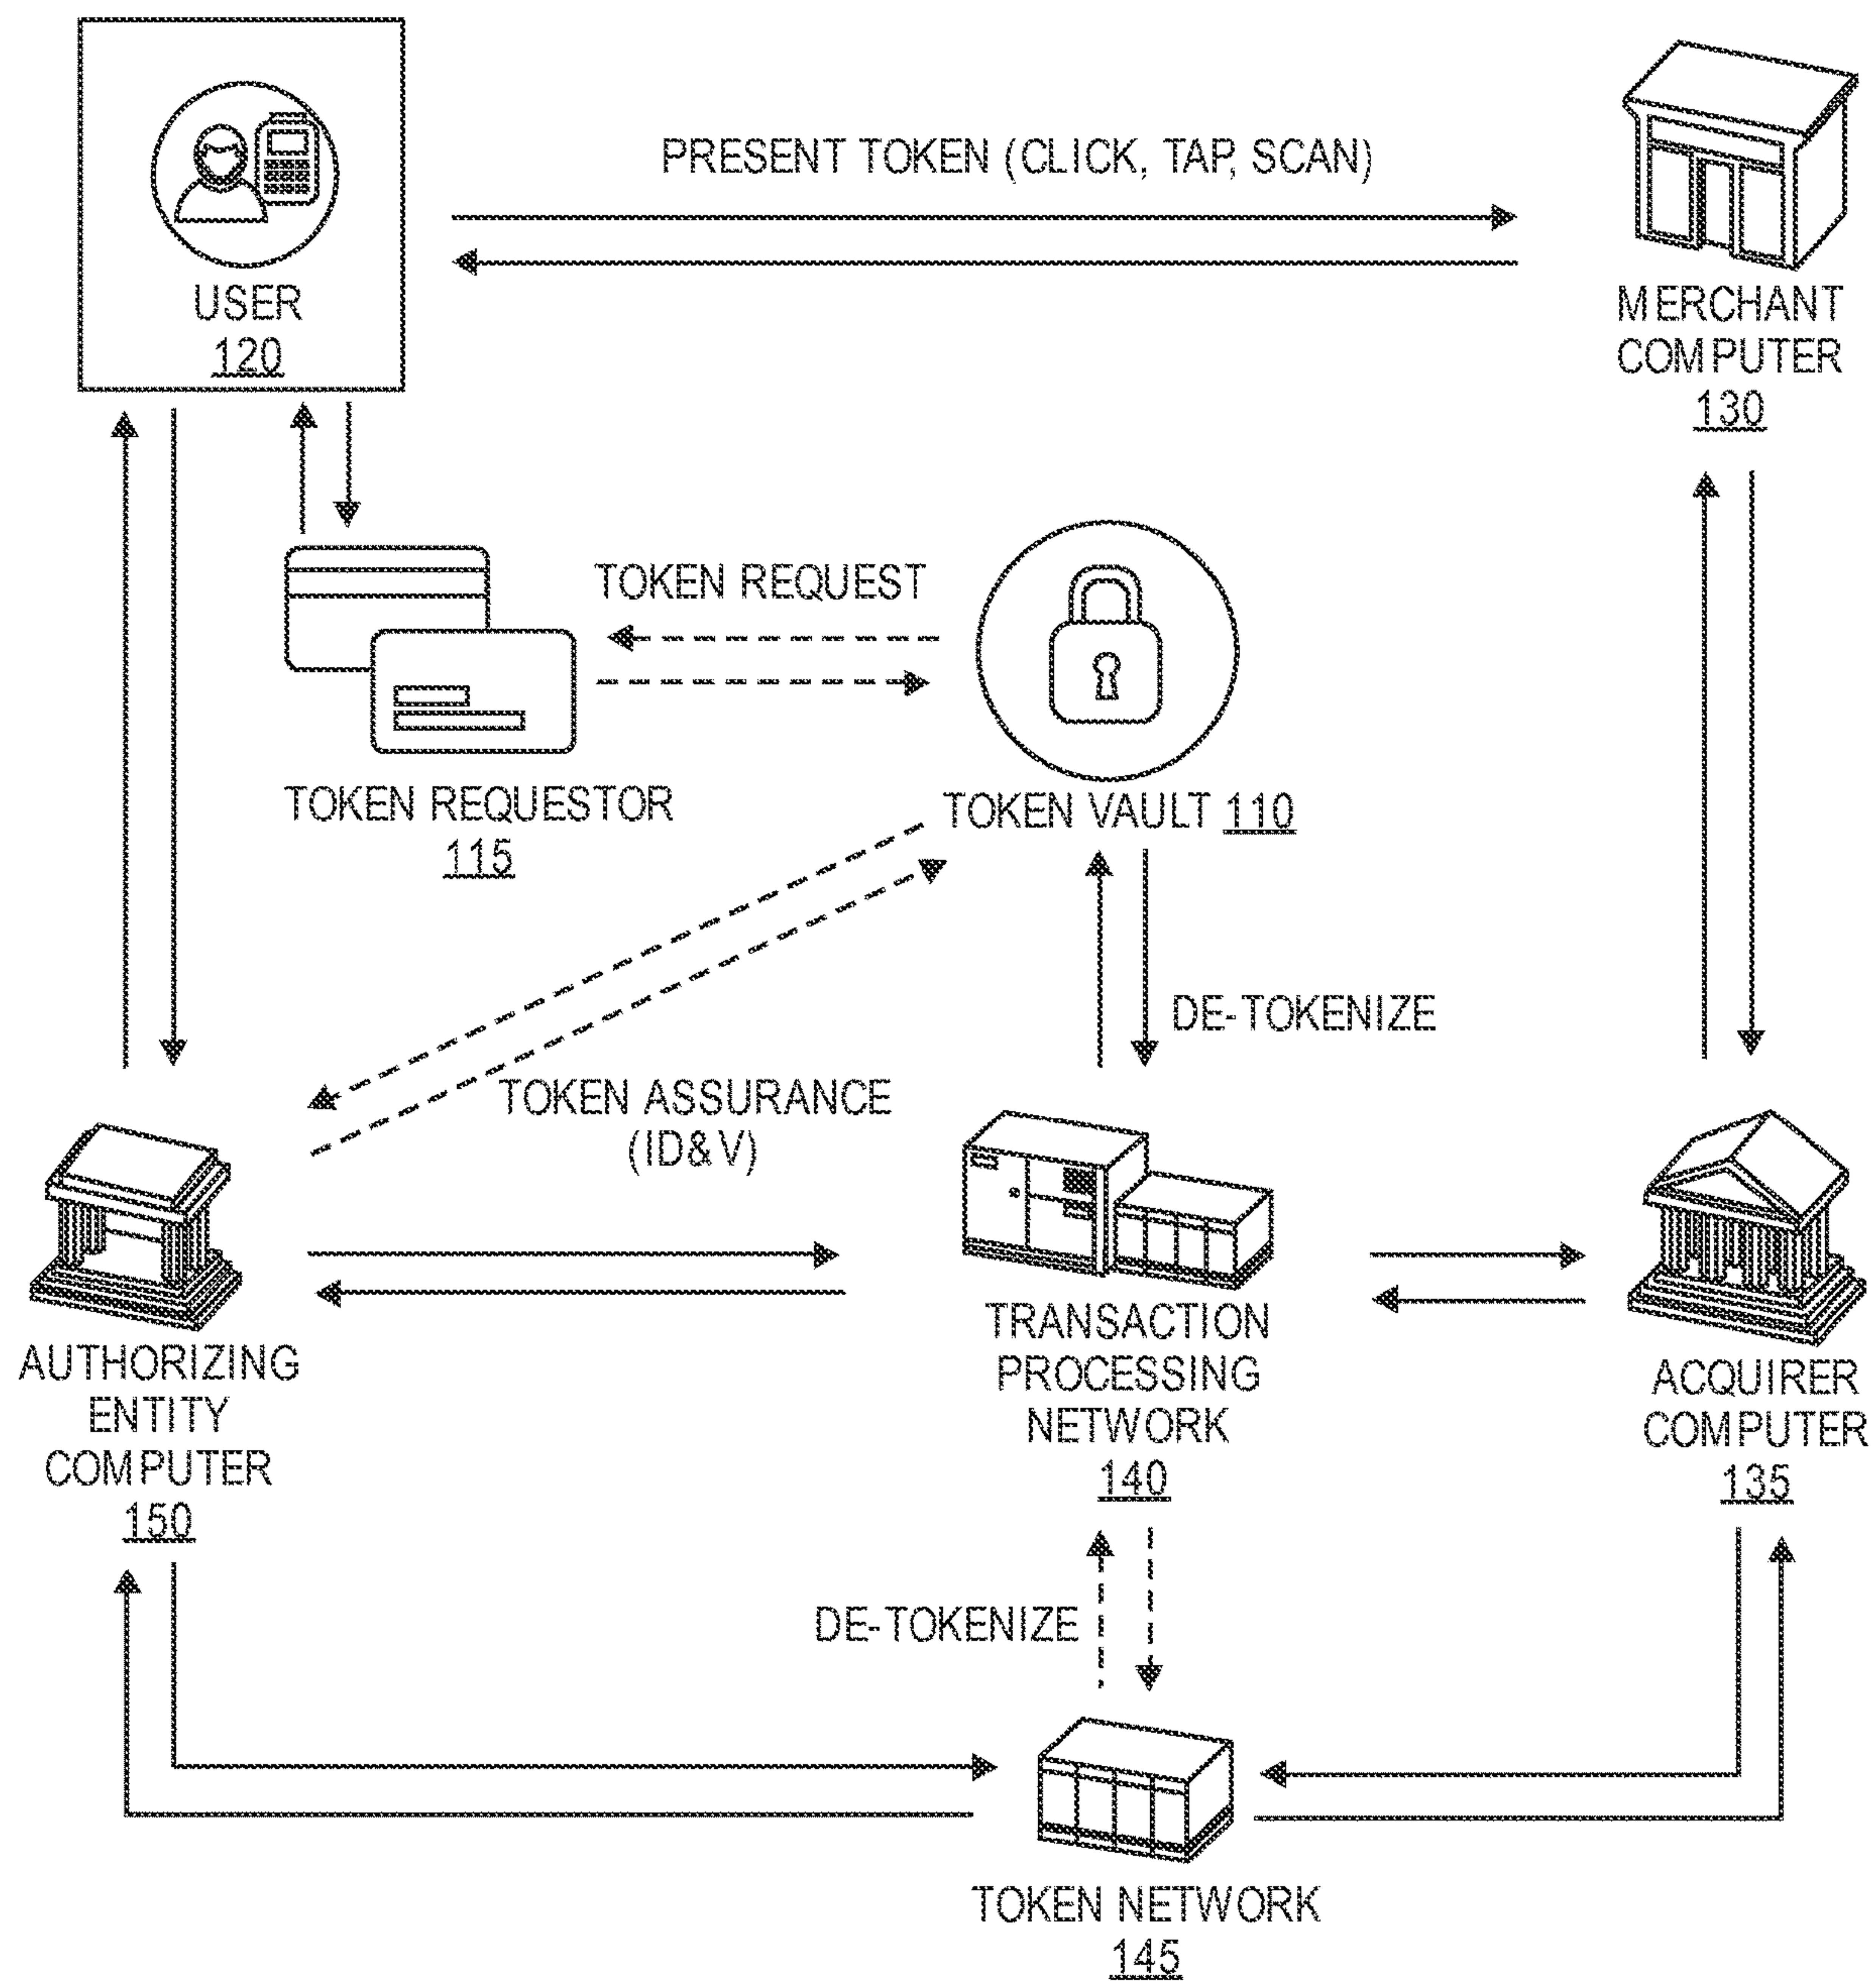 PRESENT TOKEN (CLICK, TAP, SCAN)
USER
120
MERCHANT
COMPUTER
130
TOKEN REQUEST
TOKEN REQUESTOR
115
TOKEN VAULT 110
DE-TOKENIZE
TOKEN ASSURANCE
(ID&V)
AUTHORIZING
ENTITY
COMPUTER
150
TRANSACTION
PROCESSING
NETWORK
140
ACQUIRER
COMPUTER
135
DE-TOKENIZE
TOKEN NETWORK
145